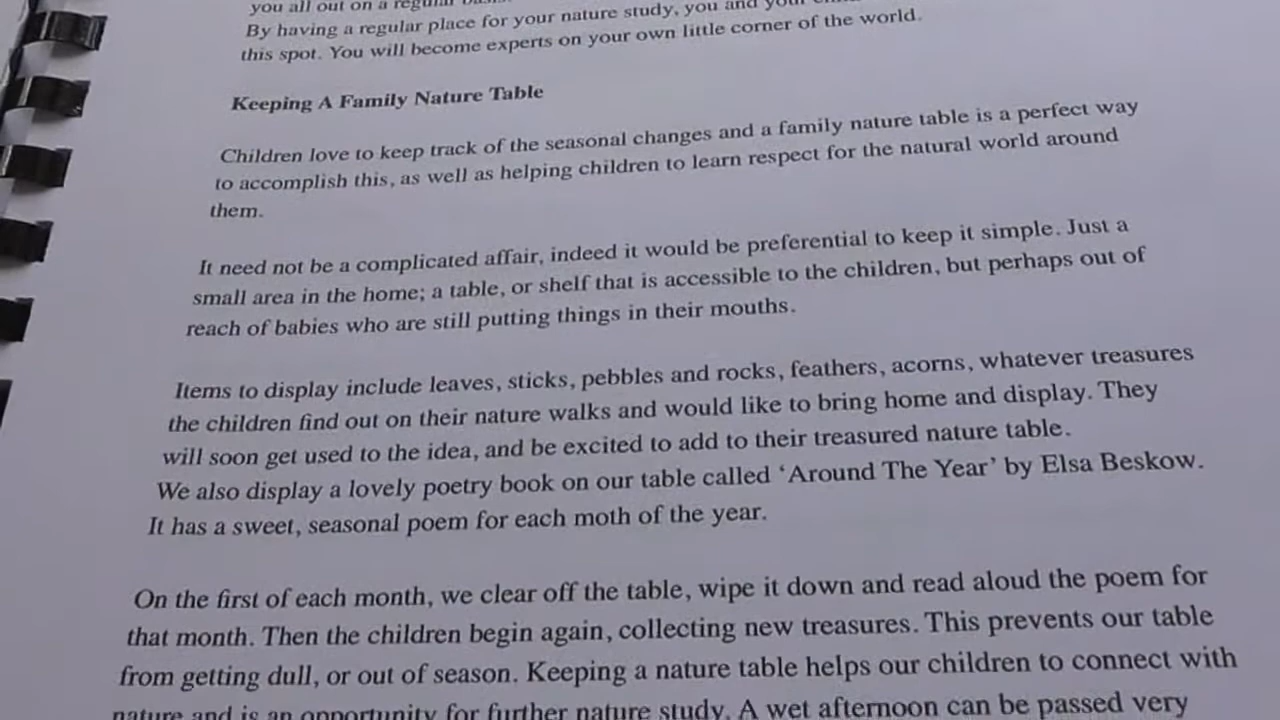 you all out on a regular
By having a regular place for your nature study, you and your
this spot. You will become experts on your own little corner of the world.
Keeping A Family Nature Table
Children love to keep track of the seasonal changes and a family nature table is a perfect way
to accomplish this, as well as helping children to learn respect for the natural world around
them.
It need not be a complicated affair, indeed it would be preferential to keep it simple. Just a
small area in the home; a table, or shelf that is accessible to the children, but perhaps out of
reach of babies who are still putting things in their mouths.
Items to display include leaves, sticks, pebbles and rocks, feathers, acorns, whatever treasures
the children find out on their nature walks and would like to bring home and display. They
will soon get used to the idea, and be excited to add to their treasured nature table.
We also display a lovely poetry book on our table called ‘Around The Year’ by Elsa Beskow.
It has a sweet, seasonal poem for each moth of the year.
On the first of each month, we clear off the table, wipe it down and read aloud the poem for
that month. Then the children begin again, collecting new treasures. This prevents our table
from getting dull, or out of season. Keeping a nature table helps our children to connect with
nature and is an opportunity for further nature study. A wet afternoon can be passed very